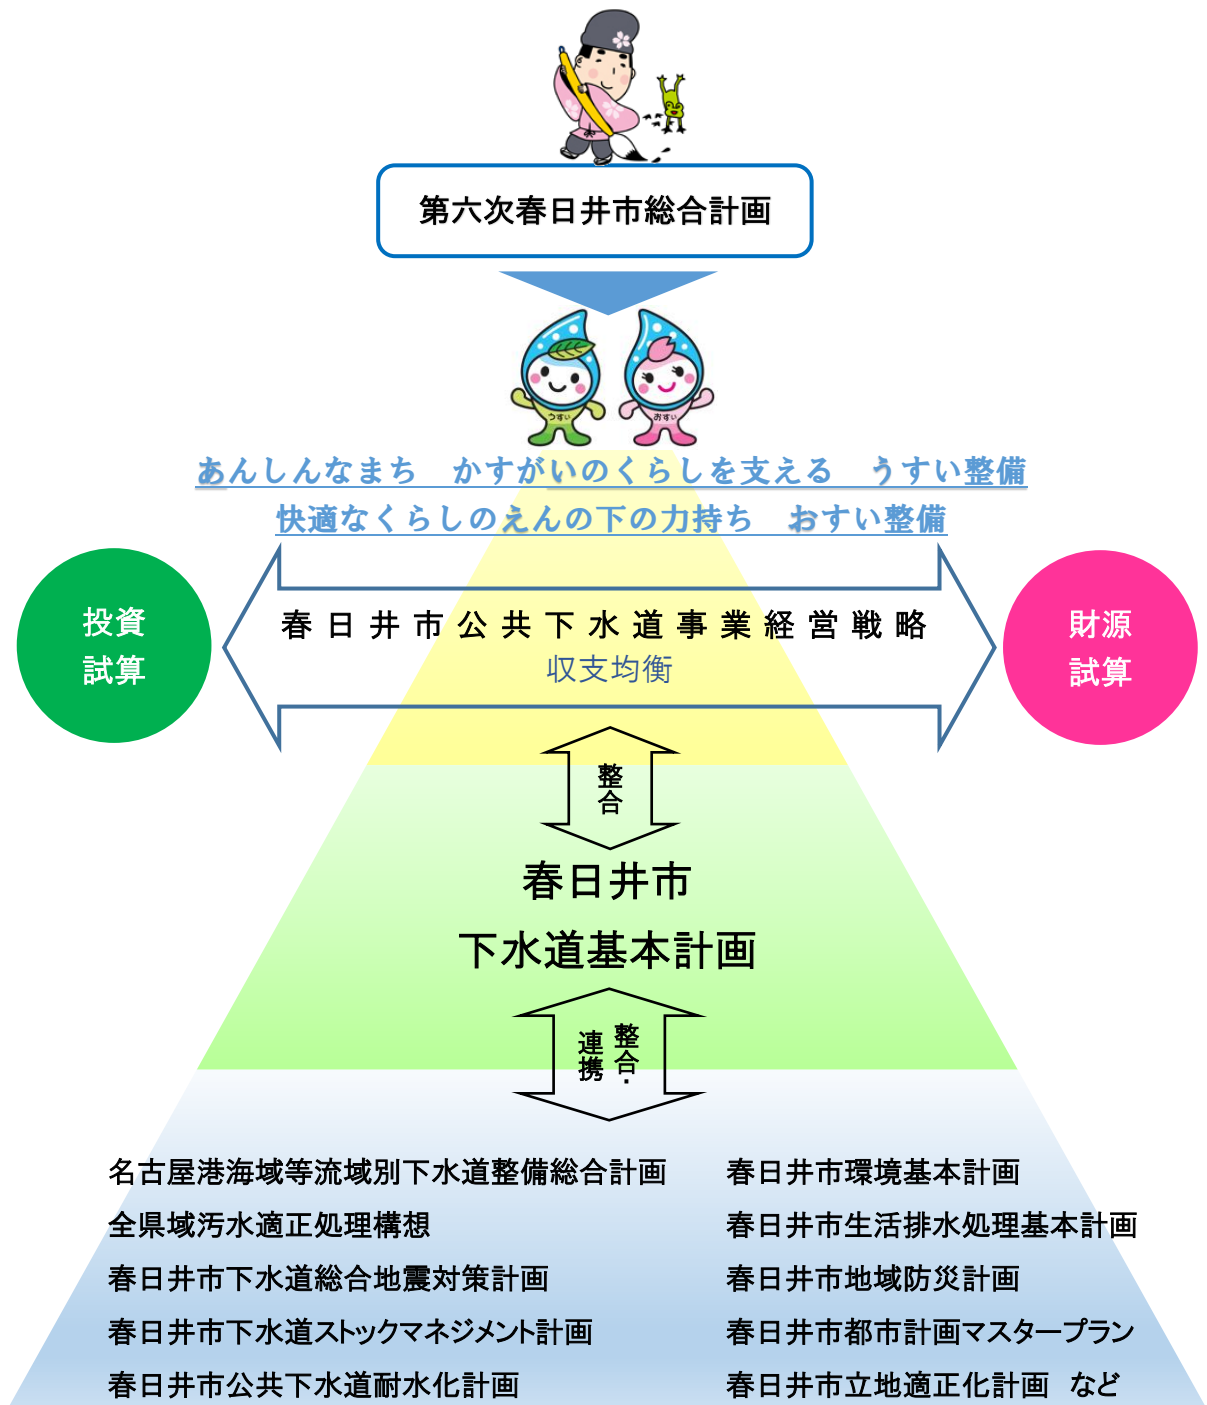 第六次春日井市総合計画
うすい
おすい
あんしんなまち　かすがいのくらしを支える　うすい整備
快適なくらしのえんの下の力持ち　おすい整備
投資
試算
春日井市公共下水道事業経営戦略
収支均衡
財源
試算
整合
春日井市
下水道基本計画
整合・
連携
名古屋港海域等流域別下水道整備総合計画
全県域汚水適正処理構想
春日井市下水道総合地震対策計画
春日井市下水道ストックマネジメント計画
春日井市公共下水道耐水化計画
春日井市環境基本計画
春日井市生活排水処理基本計画
春日井市地域防災計画
春日井市都市計画マスタープラン
春日井市立地適正化計画　など